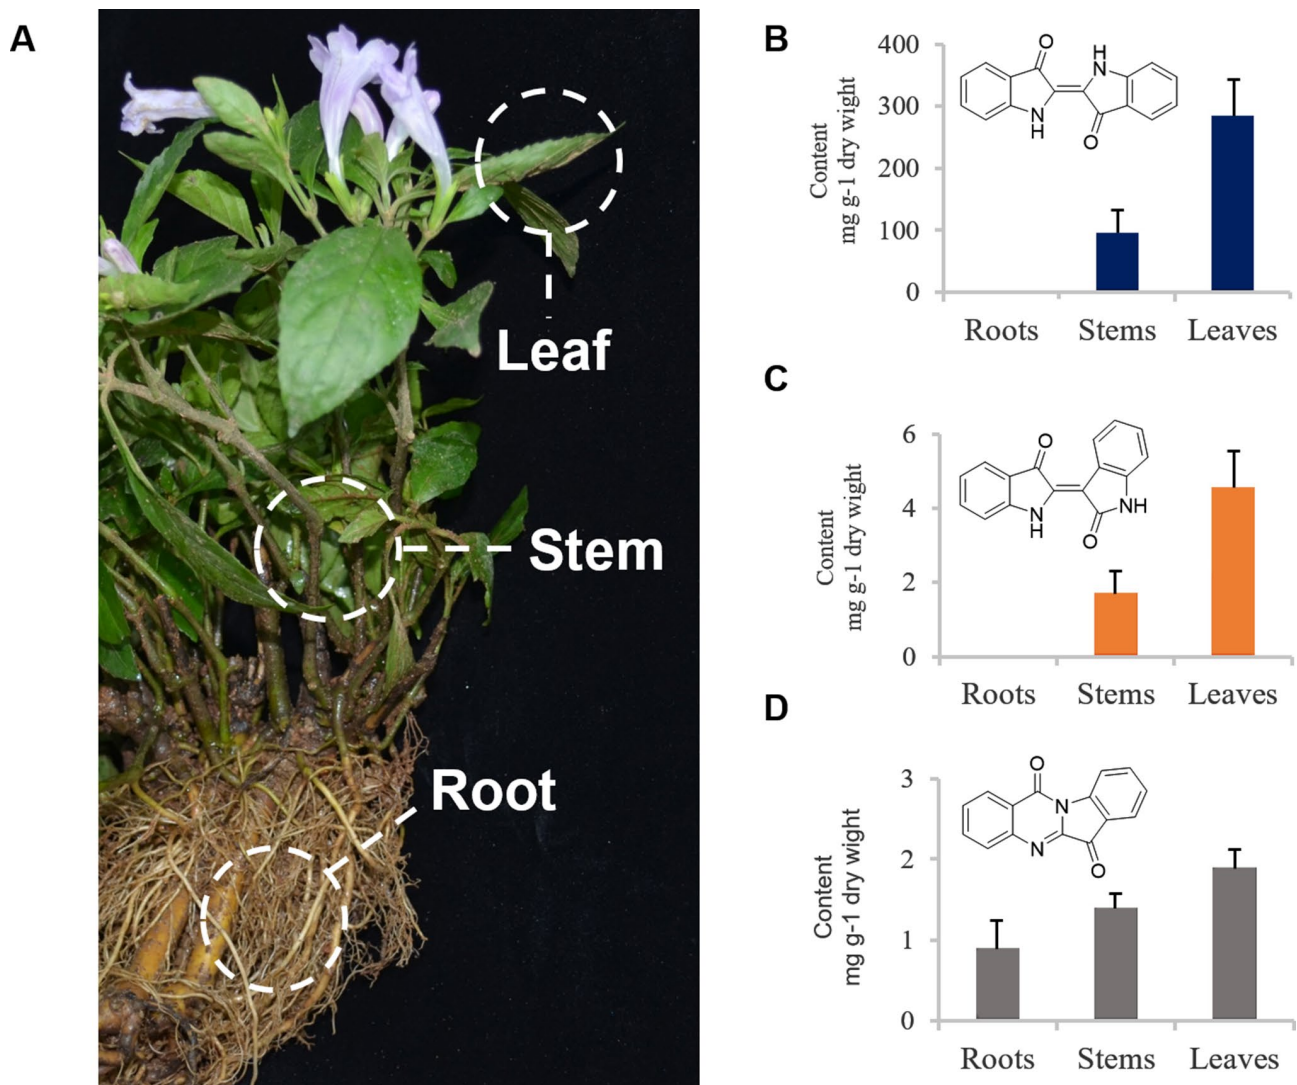 A
Leaf
Stem
Root
B
Content
mg g-1 dry wight
400
300
200
100
0
O
H
N
N
H
O
Roots Stems Leaves
C
Content
mg g-1 dry wight
6
4
2
0
O
N
H
NH
O
Roots Stems Leaves
D
Content
mg g-1 dry wight
3
2
1
0
O
N
N
O
Roots Stems Leaves